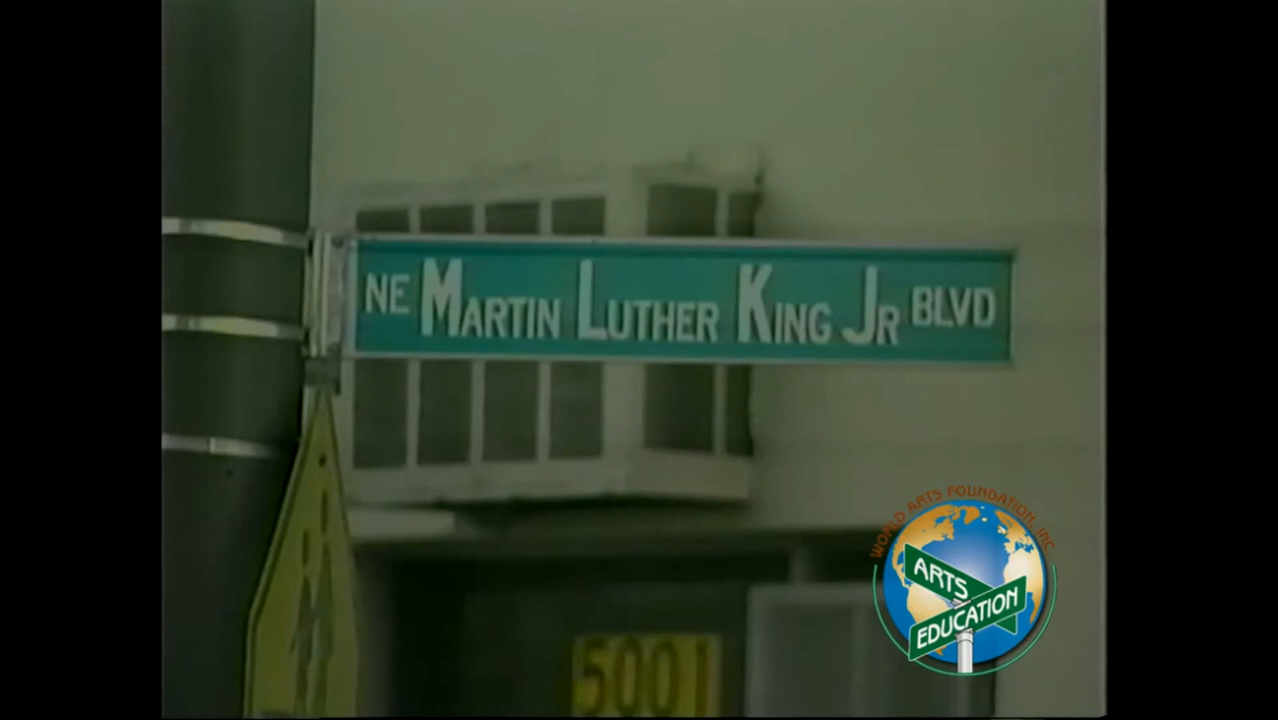 NE MARTIN LUTHER KING JR BLVD
5001
WORLD ARTS FOUNDATION, INC
ARTS
EDUCATION